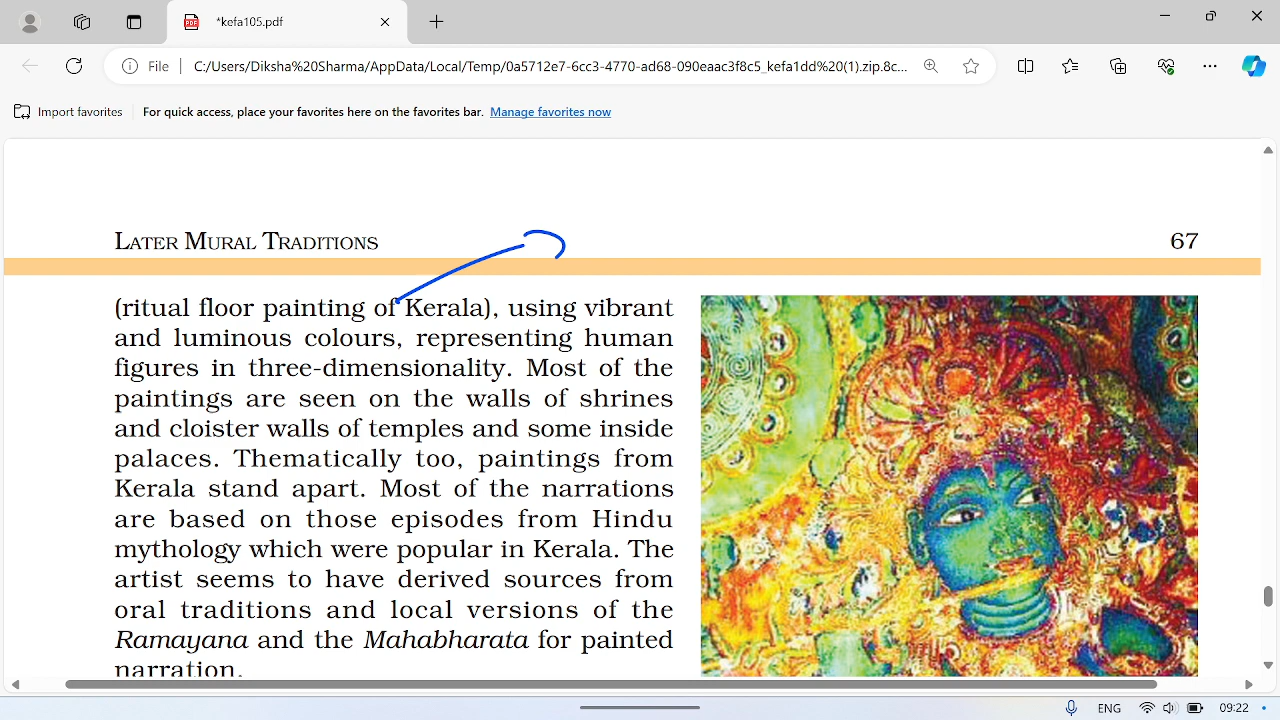 *kefa105.pdf
File
C:/Users/Diksha%20Sharma/AppData/Local/Temp/0a5712e7-6cc3-4770-ad68-090eaac3f8c5_kefa1dd%20(1).zip.8c...
Import favorites
For quick access, place your favorites here on the favorites bar. Manage favorites now
LATER MURAL TRADITIONS
67
(ritual floor painting of Kerala), using vibrant
and luminous colours, representing human
figures in three-dimensionality. Most of the
paintings are seen on the walls of shrines
and cloister walls of temples and some inside
palaces. Thematically too, paintings from
Kerala stand apart. Most of the narrations
are based on those episodes from Hindu
mythology which were popular in Kerala. The
artist seems to have derived sources from
oral traditions and local versions of the
Ramayana and the Mahabharata for painted
narration.
ENG
09:22